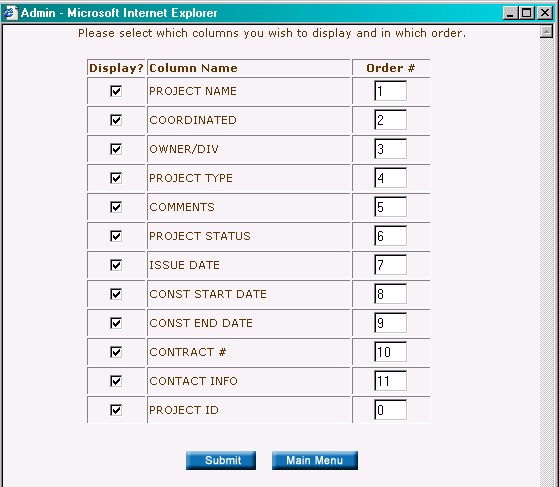 Admin - Microsoft Internet Explorer
Please select which columns you wish to display and in which order.
Display? Column Name Order #
PROJECT NAME 1
COORDINATED 2
OWNER/DIV 3
PROJECT TYPE 4
COMMENTS 5
PROJECT STATUS 6
ISSUE DATE 7
CONST START DATE 8
CONST END DATE 9
CONTRACT # 10
CONTACT INFO 11
PROJECT ID 0
Submit Main Menu